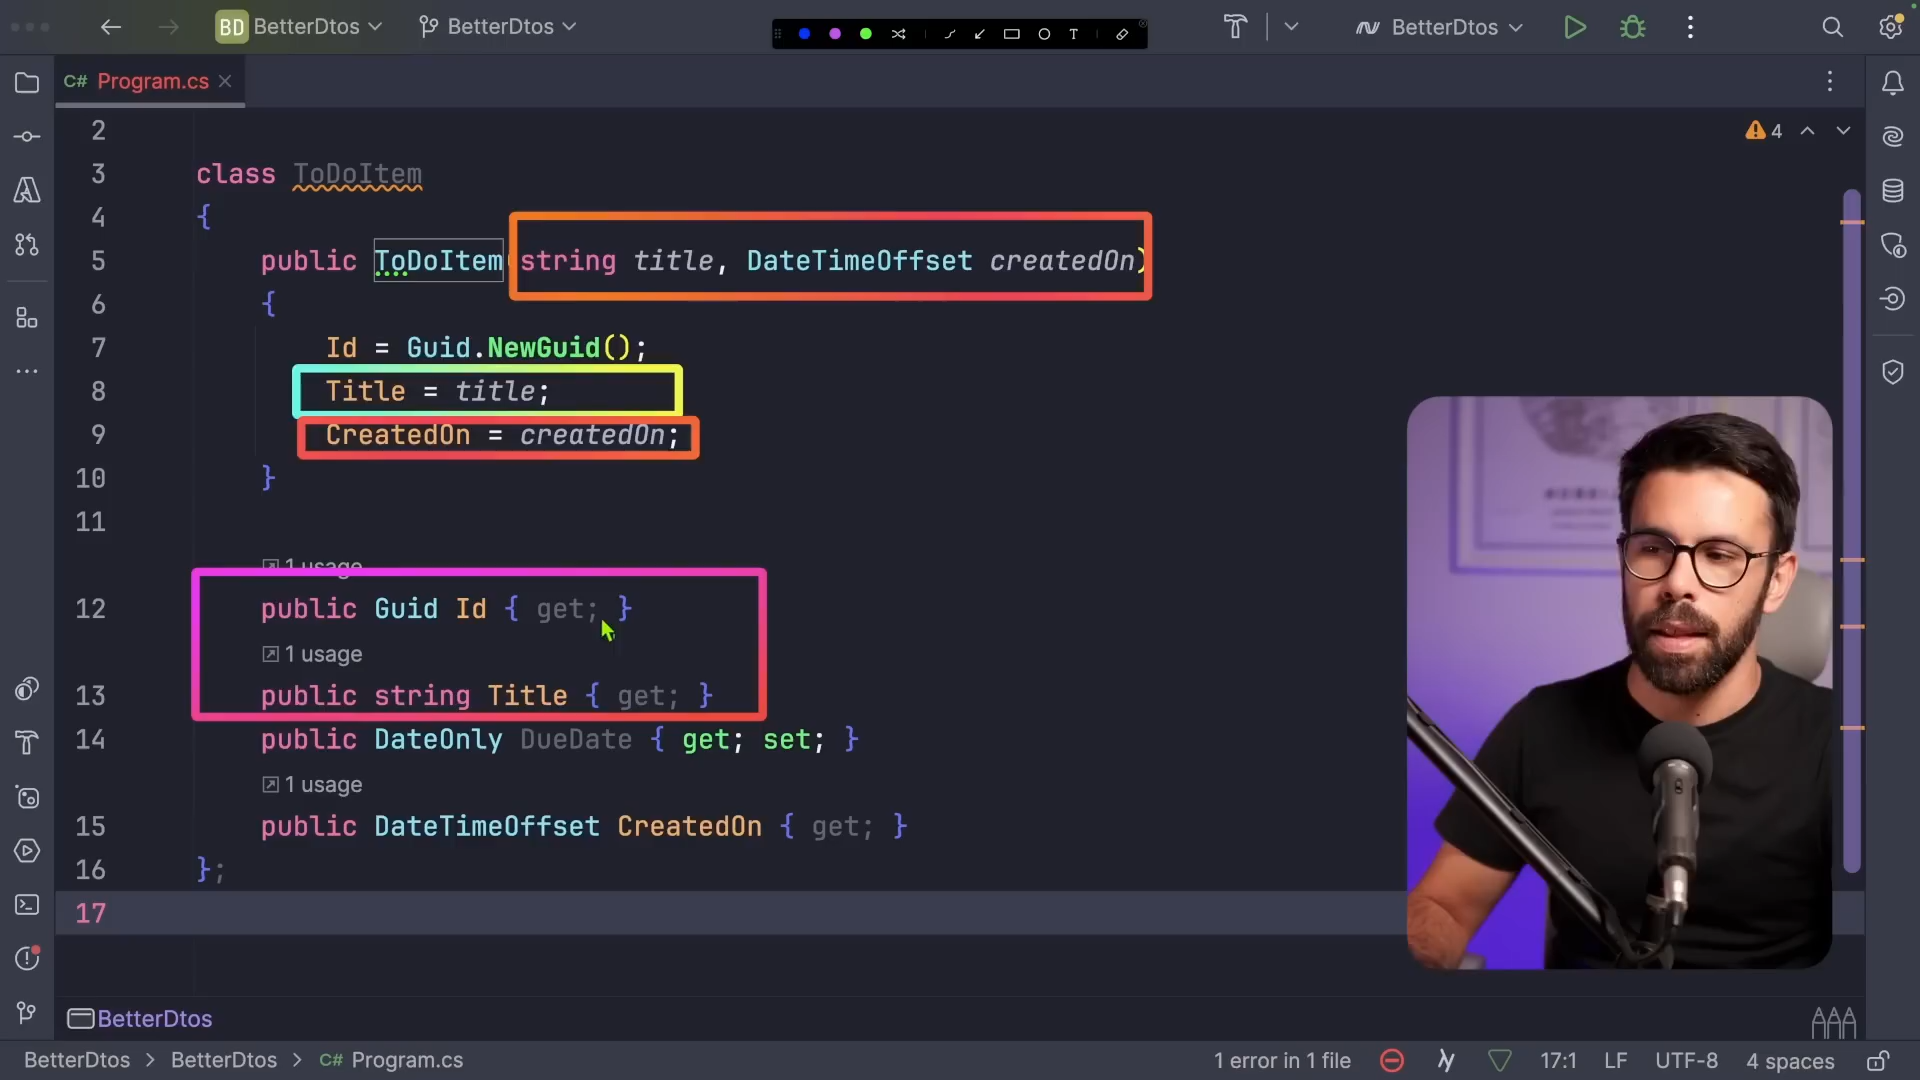 BD BetterDtos BetterDtos T BetterDtos
C# Program.cs
4
2
3 class ToDoItem
4 {
5 public ToDoItem(string title, DateTimeOffset createdOn)
6 {
7 Id = Guid.NewGuid();
8 Title = title;
9 CreatedOn = createdOn;
10 }
11
1 usage
12 public Guid Id { get; }
1 usage
13 public string Title { get; }
14 public DateOnly DueDate { get; set; }
1 usage
15 public DateTimeOffset CreatedOn { get; }
16 };
17
BetterDtos
BetterDtos > BetterDtos > C# Program.cs 1 error in 1 file 17:1 LF UTF-8 4 spaces